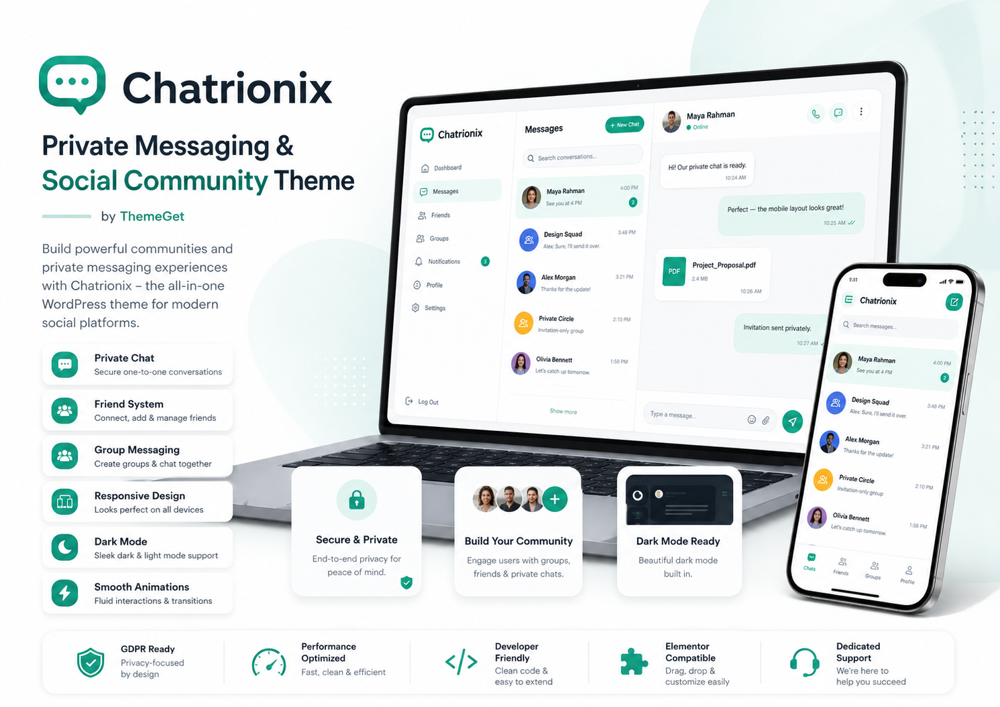 Chatrionix
Private Messaging &
Social Community Theme
by ThemeGet
Build powerful communities and
private messaging experiences
with Chatrionix – the all-in-one
WordPress theme for modern
social platforms.
Private Chat
Secure one-to-one conversations
Friend System
Connect, add & manage friends
Group Messaging
Create groups & chat together
Responsive Design
Looks perfect on all devices
Dark Mode
Sleek dark & light mode support
Smooth Animations
Fluid interactions & transitions
Chatrionix
Dashboard
Messages
Friends
Groups
Notifications
3
Profile
Settings
Log Out
Messages
+ New Chat
Search conversations...
Maya Rahman
4:00 PM
See you at 4 PM
2
Design Squad
3:48 PM
Alex: Sure, I'll send it over.
Alex Morgan
3:21 PM
Thanks for the update!
Private Circle
2:10 PM
Invitation-only group
Olivia Bennett
1:58 PM
Let's catch up tomorrow.
Show more
Maya Rahman
Online
Hi! Our private chat is ready.
10:24 AM
Perfect — the mobile layout looks great!
10:25 AM
PDF
Project_Proposal.pdf
2.4 MB
10:26 AM
Invitation sent privately.
10:27 AM
Type a message...
Chatrionix
Search messages...
Maya Rahman
4:00 PM
See you at 4 PM
2
Design Squad
3:48 PM
Alex: Sure, I'll send it over.
Alex Morgan
3:21 PM
Thanks for the update!
Private Circle
2:10 PM
Invitation-only group
Olivia Bennett
1:58 PM
Let's catch up tomorrow.
Chats
Friends
Groups
Profile
Secure & Private
End-to-end privacy for
peace of mind.
Build Your Community
Engage users with groups,
friends & private chats.
Dark Mode Ready
Beautiful dark mode
built in.
GDPR Ready
Privacy-focused
by design
Performance
Optimized
Fast, clean & efficient
Developer
Friendly
Clean code &
easy to extend
Elementor
Compatible
Drag, drop &
customize easily
Dedicated
Support
We're here to
help you succeed